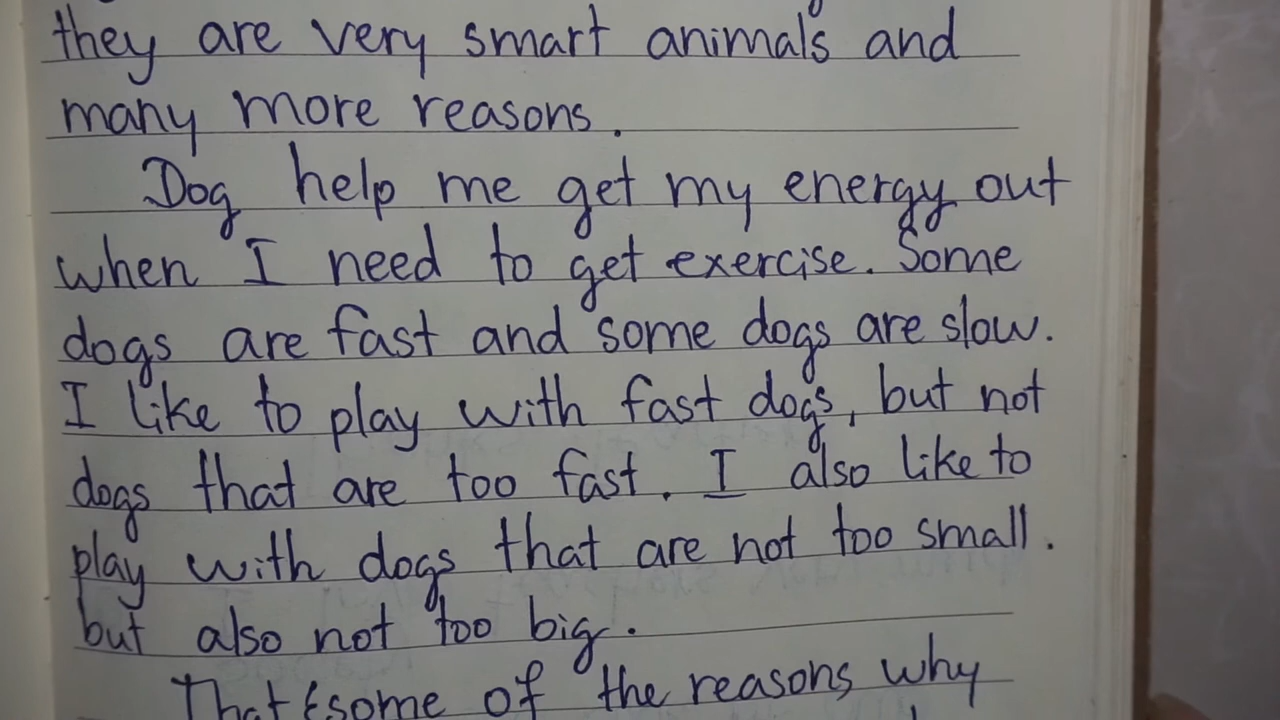 they are very smart animals and
many more reasons.
Dog help me get my energy out
when I need to get exercise. Some
dogs are fast and some dogs are slow.
I like to play with fast dogs, but not
dogs that are too fast. I also like to
play with dogs that are not too small.
but also not too big.
some of the reasons why